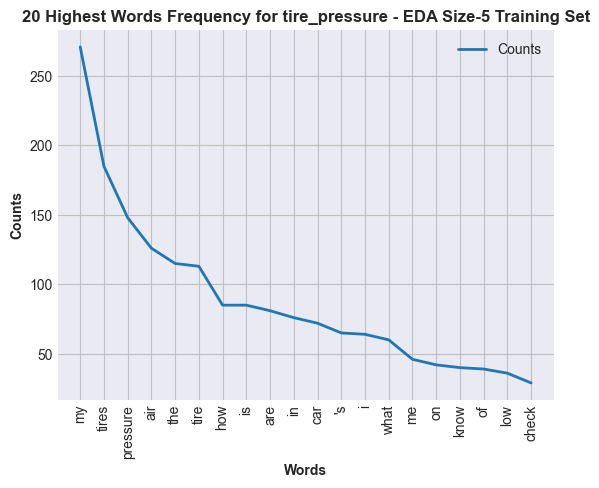 20 Highest Words Frequency for tire_pressure - EDA Size-5 Training Set
Counts
250
200
150
100
50
Counts
my
tires
pressure
air
the
tire
how
is
are
in
car
's
i
what
me
on
know
of
low
check
Words